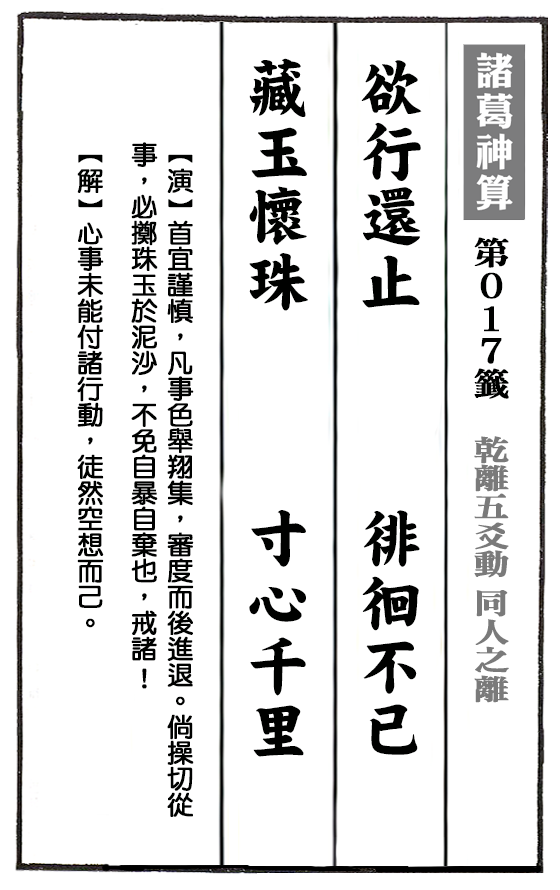 諸葛神算 第017籤 乾離五爻動 同人之離
欲行還止 徘徊不已
藏玉懷珠 寸心千里
【演】首宜謹慎，凡事色舉翔集，審度而後進退。倘操切從
事，必擲珠玉於泥沙，不免自暴自棄也，戒諸！
【解】心事未能付諸行動，徒然空想而己。